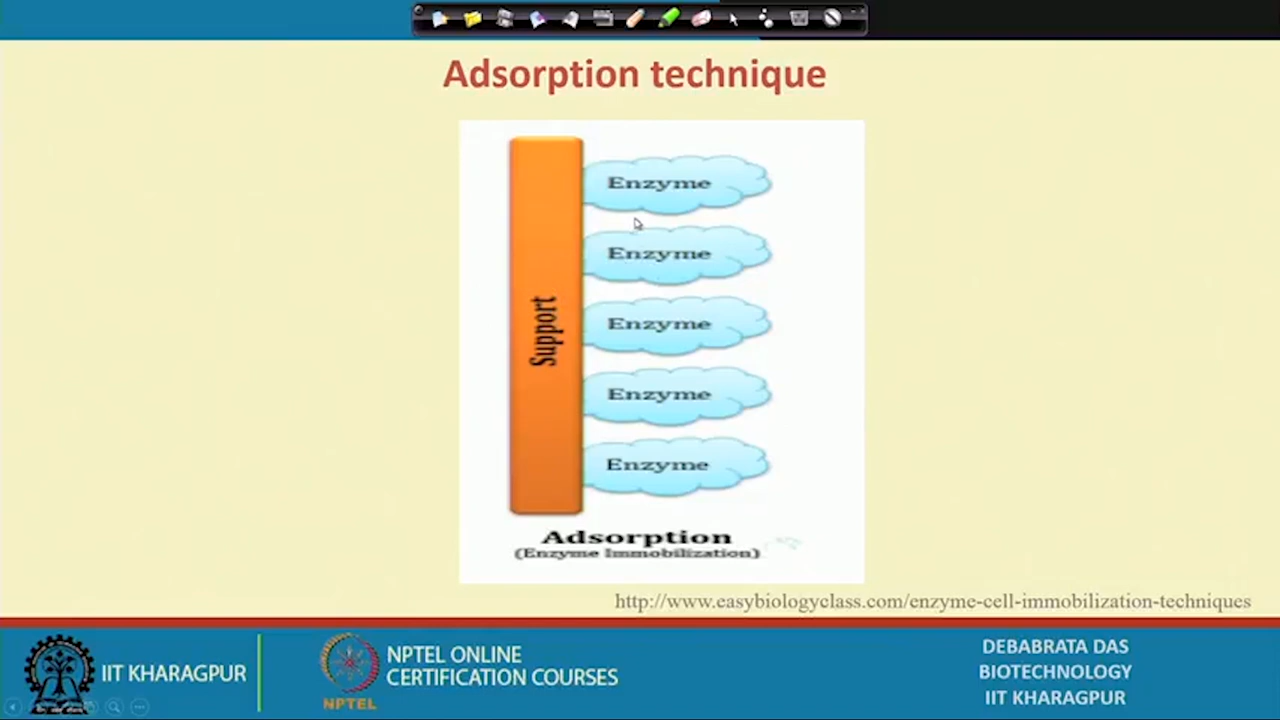 Adsorption technique
Enzyme
Enzyme
Enzyme
Enzyme
Enzyme
Support
Adsorption
(Enzyme Immobilization)
http://www.easybiologyclass.com/enzyme-cell-immobilization-techniques
IIT KHARAGPUR
NPTEL
NPTEL ONLINE
CERTIFICATION COURSES
DEBABRATA DAS
BIOTECHNOLOGY
IIT KHARAGPUR